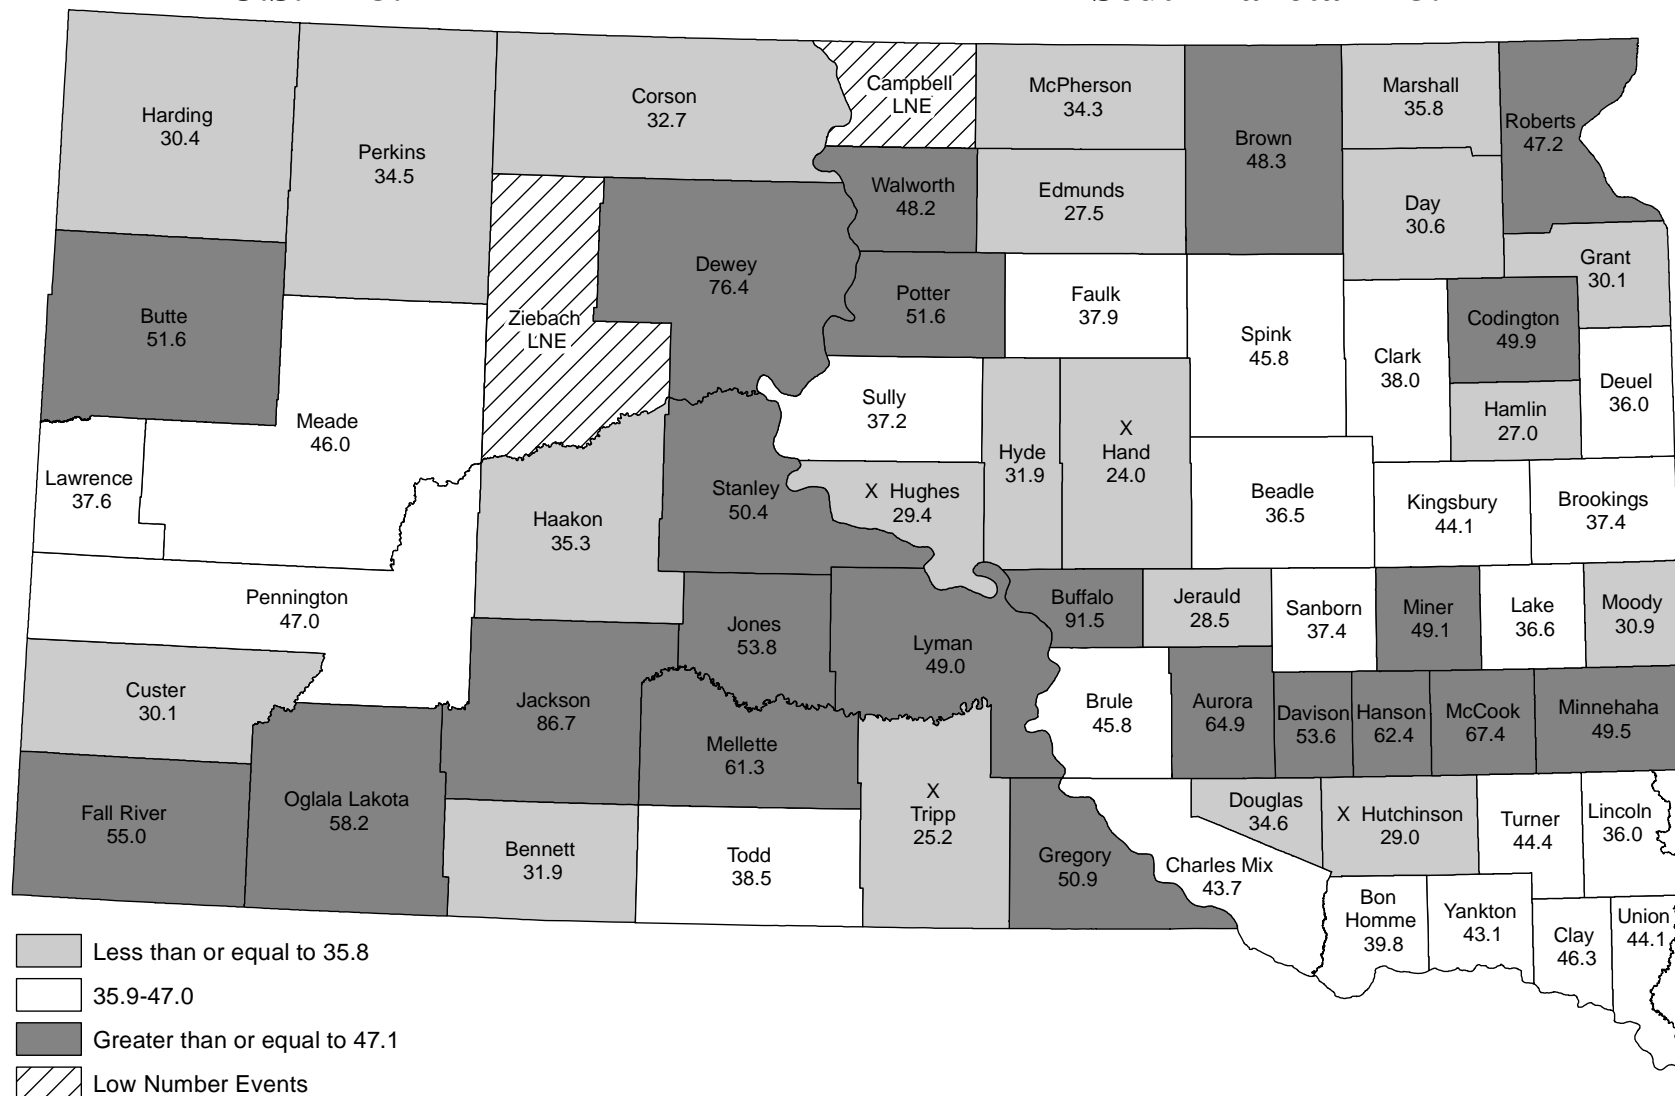 Harding
30.4
Perkins
34.5
Corson
32.7
Campbell
LNE
McPherson
34.3
Brown
48.3
Marshall
35.8
Roberts
47.2
Walworth
48.2
Edmunds
27.5
Day
30.6
Grant
30.1
Butte
51.6
Meade
46.0
Ziebach
LNE
Dewey
76.4
Potter
51.6
Faulk
37.9
Spink
45.8
Clark
38.0
Codington
49.9
Deuel
36.0
Hamlin
27.0
Lawrence
37.6
Sully
37.2
Hyde
31.9
X
Hand
24.0
Haakon
35.3
Stanley
50.4
X Hughes
29.4
Beadle
36.5
Kingsbury
44.1
Brookings
37.4
Pennington
47.0
Jones
53.8
Lyman
49.0
Buffalo
91.5
Jerauld
28.5
Sanborn
37.4
Miner
49.1
Lake
36.6
Moody
30.9
Custer
30.1
Jackson
86.7
Mellette
61.3
Brule
45.8
Aurora
64.9
Davison
53.6
Hanson
62.4
McCook
67.4
Minnehaha
49.5
Fall River
55.0
Oglala Lakota
58.2
Bennett
31.9
Todd
38.5
X
Tripp
25.2
Gregory
50.9
Charles Mix
43.7
Douglas
34.6
X Hutchinson
29.0
Turner
44.4
Lincoln
36.0
Bon
Homme
39.8
Yankton
43.1
Clay
46.3
Union
44.1
Less than or equal to 35.8
35.9-47.0
Greater than or equal to 47.1
Low Number Events